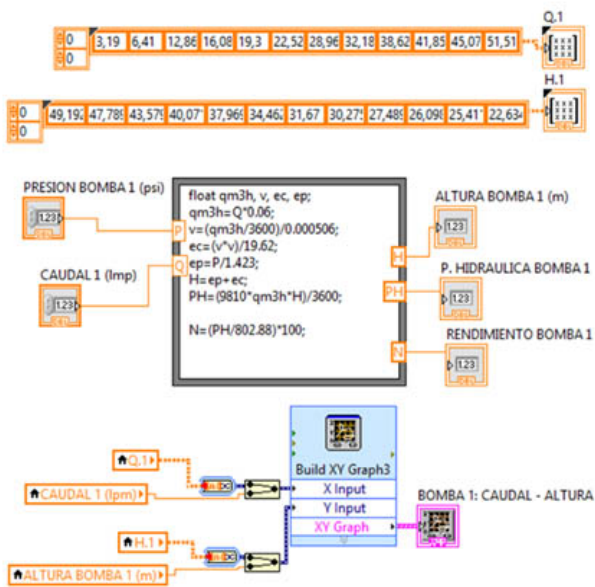 Q.1
0 3,19 6,41 12,86 16,08 19,3 22,52 28,96 32,18 38,62 41,85 45,07 51,51
0
H.1
0 49,192 47,789 43,579 40,07 37,969 34,462 31,67 30,275 27,489 26,098 25,41 22,634
0
PRESION BOMBA 1 (psi)
1.23
CAUDAL 1 (lmp)
1.23
P
Q
float qm3h, v, ec, ep;
qm3h=Q*0.06;
v=(qm3h/3600)/0.000506;
ec=(v*v)/19.62;
ep=P/1.423;
H=ep+ec;
PH=(9810*qm3h*H)/3600;
N=(PH/802.88)*100;
H
PH
N
ALTURA BOMBA 1 (m)
1.23
P. HIDRAULICA BOMBA 1
1.23
RENDIMIENTO BOMBA 1
1.23
Build XY Graph3
X Input
Y Input
XY Graph
Q.1
CAUDAL 1 (lpm)
H.1
ALTURA BOMBA 1 (m)
BOMBA 1: CAUDAL - ALTURA